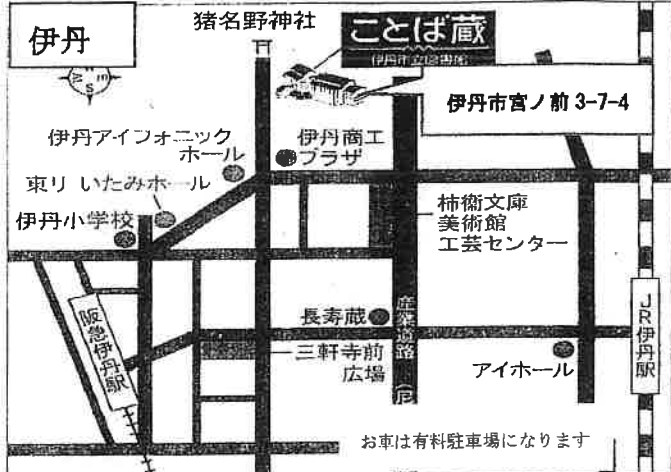 伊丹
猪名野神社
ことば蔵
伊丹市立図書館
N
E
S
W
伊丹市宮ノ前 3-7-4
伊丹アイフォニック
ホール
伊丹商工
プラザ
東リ いたみホール
伊丹小学校
柿衞文庫
美術館
工芸センター
長寿蔵
産業道路
(尼
三軒寺前
広場
アイホール
阪急伊丹駅
JR伊丹駅
お車は有料駐車場になります